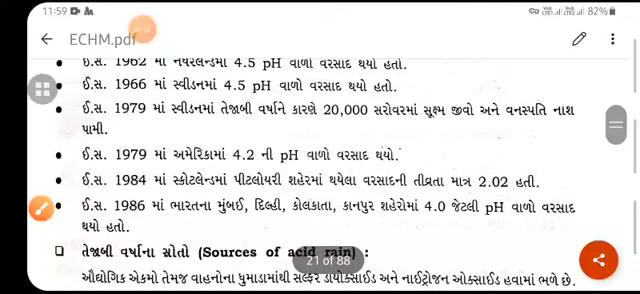 11:59
82%
ECHM.pdf
ઈ.સ. 1962 માં નેધરલેન્ડમાં 4.5 pH વાળો વરસાદ થયો હતો.
ઈ.સ. 1966 માં સ્વીડનમાં 4.5 pH વાળો વરસાદ થયો હતો.
ઈ.સ. 1979 માં સ્વીડનમાં તેજાબી વર્ષાને કારણે 20,000 સરોવરમાં સૂક્ષ્મ જીવો અને વનસ્પતિ નાશ
પામી.
ઈ.સ. 1979 માં અમેરિકામાં 4.2 ની pH વાળો વરસાદ થયો.
ઈ.સ. 1984 માં સ્કોટલેન્ડમાં પીટલોચરી શહેરમાં થયેલા વરસાદની તીવ્રતા માત્ર 2.02 હતી.
ઈ.સ. 1986 માં ભારતના મુંબઈ, દિલ્હી, કોલકાતા, કાનપુર શહેરોમાં 4.0 જેટલી pH વાળો વરસાદ
થયો હતો.
તેજાબી વર્ષાના સ્રોતો (Sources of acid rain) :
21 of 88
ઔદ્યોગિક એકમો તેમજ વાહનોના ધુમાડામાંથી સલ્ફર ડાયોક્સાઈડ અને નાઈટ્રોજન ઓક્સાઈડ હવામાં ભળે છે.